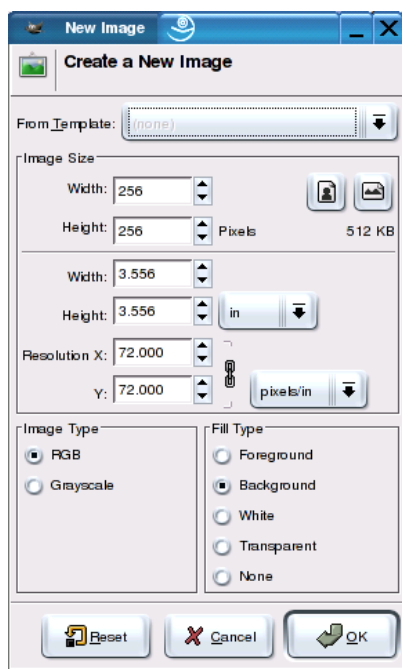 New Image
Create a New Image
From Template: (none)
Image Size
Width: 256
Height: 256 Pixels 512 KB
Width: 3.556
Height: 3.556 in
Resolution X: 72.000
Y: 72.000 pixels/in
Image Type Fill Type
RGB Foreground
Grayscale Background
White
Transparent
None
Reset Cancel OK